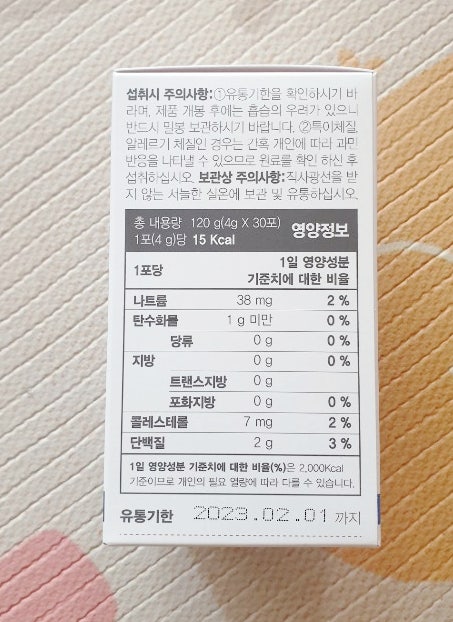 섭취시 주의사항:①유통기한을 확인하시기 바
라며, 제품 개봉 후에는 흡습의 우려가 있으니
반드시 밀봉 보관하시기 바랍니다. ②특이체질,
알레르기 체질인 경우는 간혹 개인에 따라 과민
반응을 나타낼 수 있으므로 원료를 확인 하신 후
섭취하십시오. 보관상 주의사항:직사광선을 받
지 않는 서늘한 실온에 보관 및 유통하십시오.
총 내용량 120 g(4g X 30포)
1포(4 g)당 15 Kcal
영양정보
1포당
1일 영양성분
기준치에 대한 비율
나트륨 38 mg 2 %
탄수화물 1 g 미만 0 %
당류 0 g 0 %
지방 0 g 0 %
트랜스지방 0 g
포화지방 0 g 0 %
콜레스테롤 7 mg 2 %
단백질 2 g 3 %
1일 영양성분 기준치에 대한 비율(%)은 2,000Kcal
기준이므로 개인의 필요 열량에 따라 다를 수 있습니다.
유통기한 2023.02.01 까지